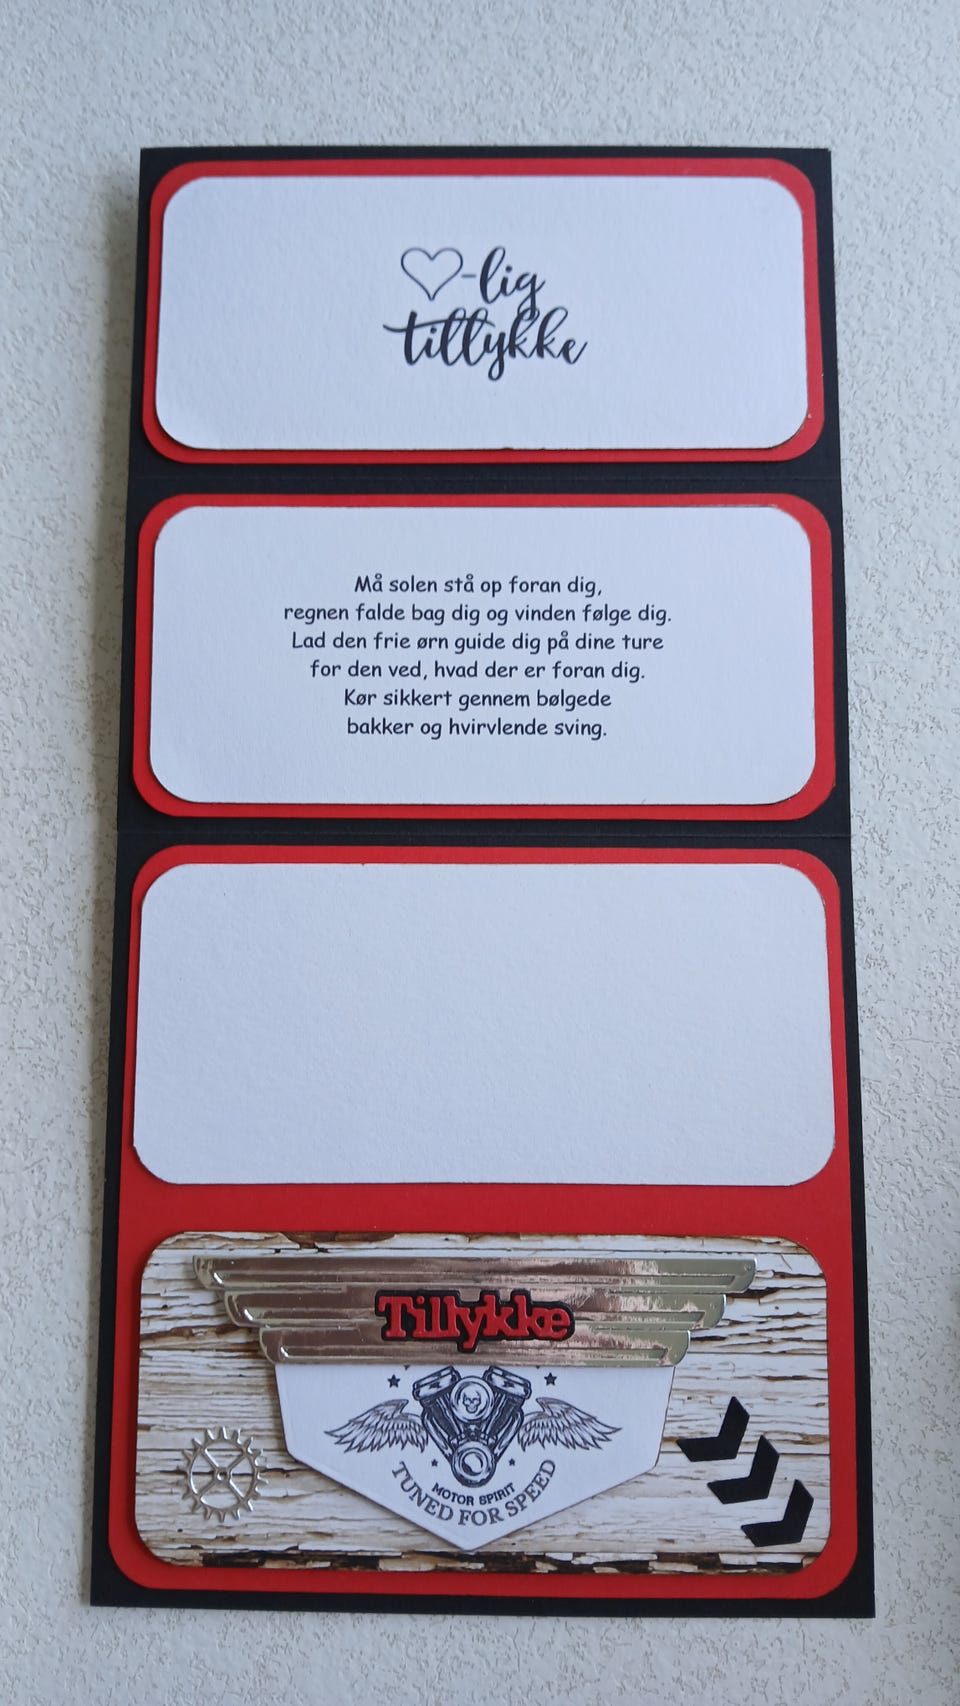 ♡-lig
tillykke
Må solen stå op foran dig,
regnen falde bag dig og vinden følge dig.
Lad den frie ørn guide dig på dine ture
for den ved, hvad der er foran dig.
Kør sikkert gennem bølgede
bakker og hvirvlende sving.
Tillykke
MOTOR SPIRIT
TUNED FOR SPEED